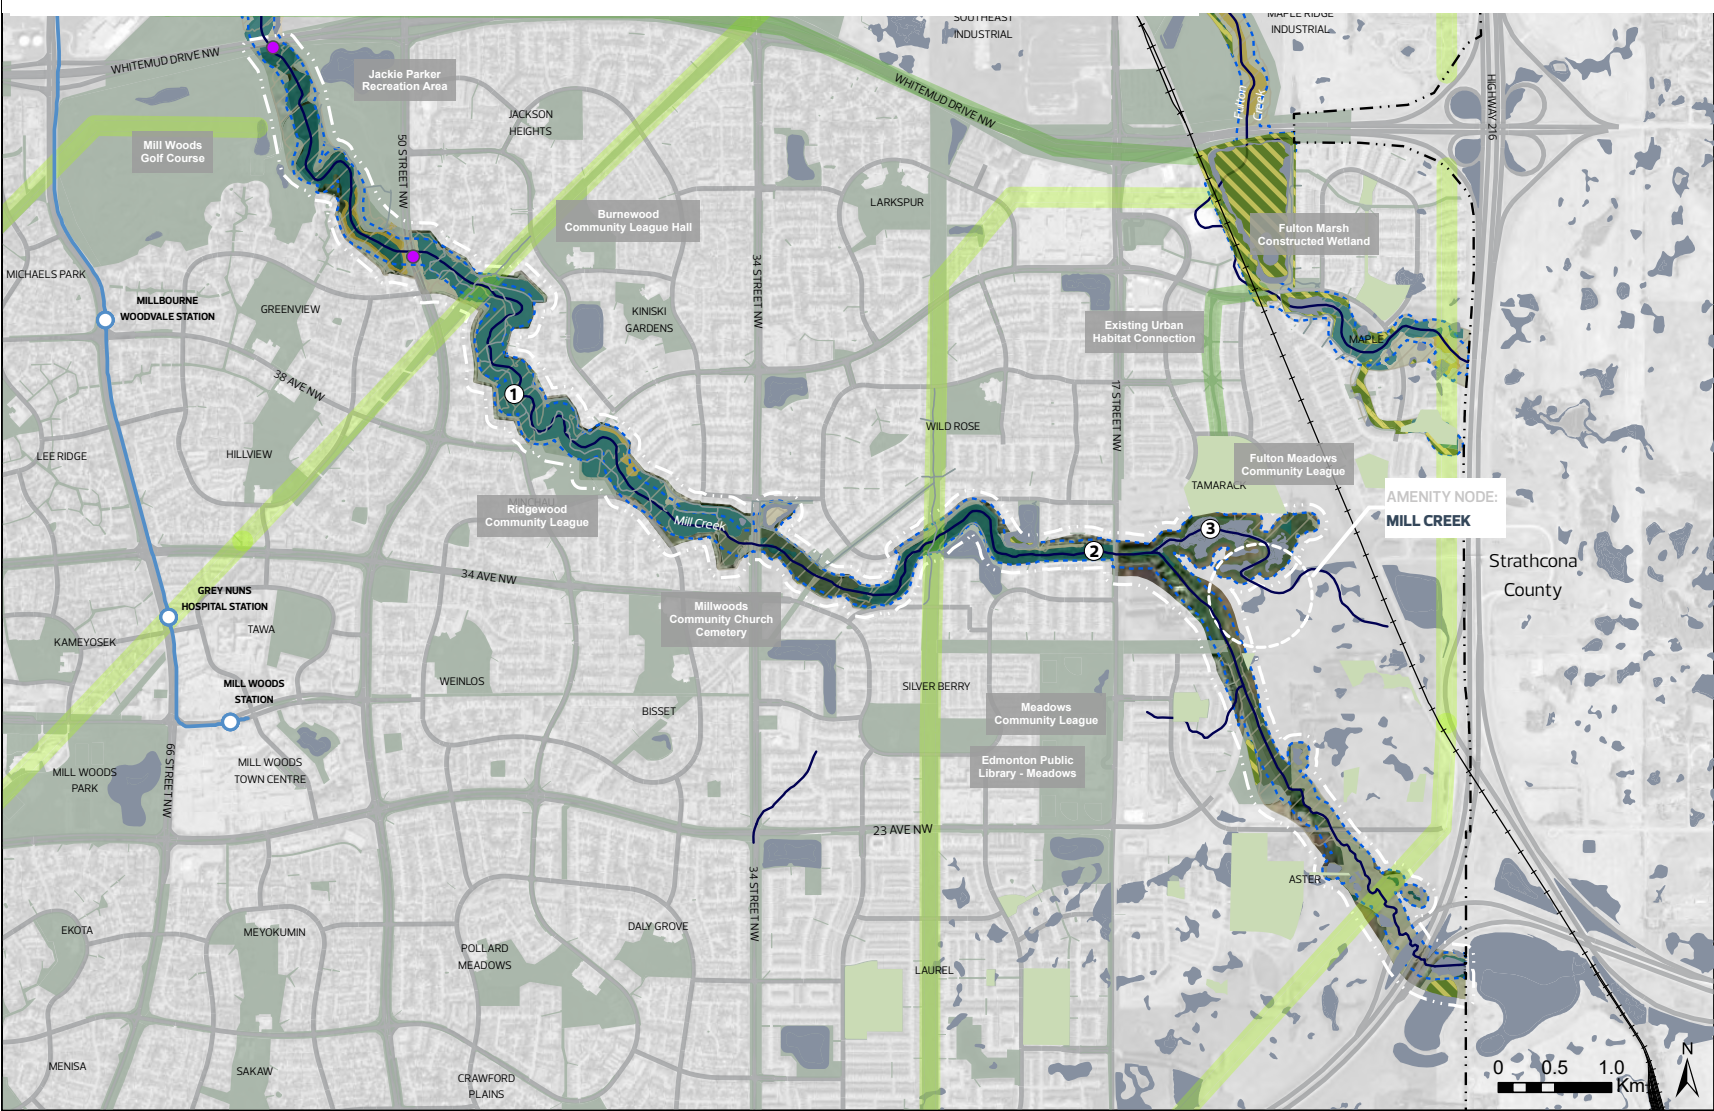 SOUTHEAST
INDUSTRIAL
MAPLE RIDGE
INDUSTRIAL
WHITEMUD DRIVE NW
Jackie Parker
Recreation Area
WHITEMUD DRIVE NW
HIGHWAY 216
Fulton Creek
JACKSON
HEIGHTS
Mill Woods
Golf Course
50 STREET NW
LARKSPUR
Burnewood
Community League Hall
Fulton Marsh
Constructed Wetland
MICHAELS PARK
MILLBOURNE
WOODVALE STATION
GREENVIEW
KINISKI
GARDENS
34 STREET NW
Existing Urban
Habitat Connection
MAPLE
38 AVE NW
1
17 STREET NW
TAMARACK
WILD ROSE
LEE RIDGE
HILLVIEW
Fulton Meadows
Community League
TAMARACK
MINCHAU
Ridgewood
Community League
Mill Creek
AMENITY NODE:
MILL CREEK
3
2
Strathcona
County
34 AVE NW
GREY NUNS
HOSPITAL STATION
TAWA
KAMEYOSEK
Millwoods
Community Church
Cemetery
WEINLOS
SILVER BERRY
MILL WOODS
STATION
BISSET
Meadows
Community League
Edmonton Public
Library - Meadows
66 STREET NW
MILL WOODS
TOWN CENTRE
MILL WOODS
PARK
23 AVE NW
34 STREET NW
ASTER
EKOTA
MEYOKUMIN
DALY GROVE
POLLARD
MEADOWS
LAUREL
MENISA
SAKAW
CRAWFORD
PLAINS
N
0 0.5 1.0
Km